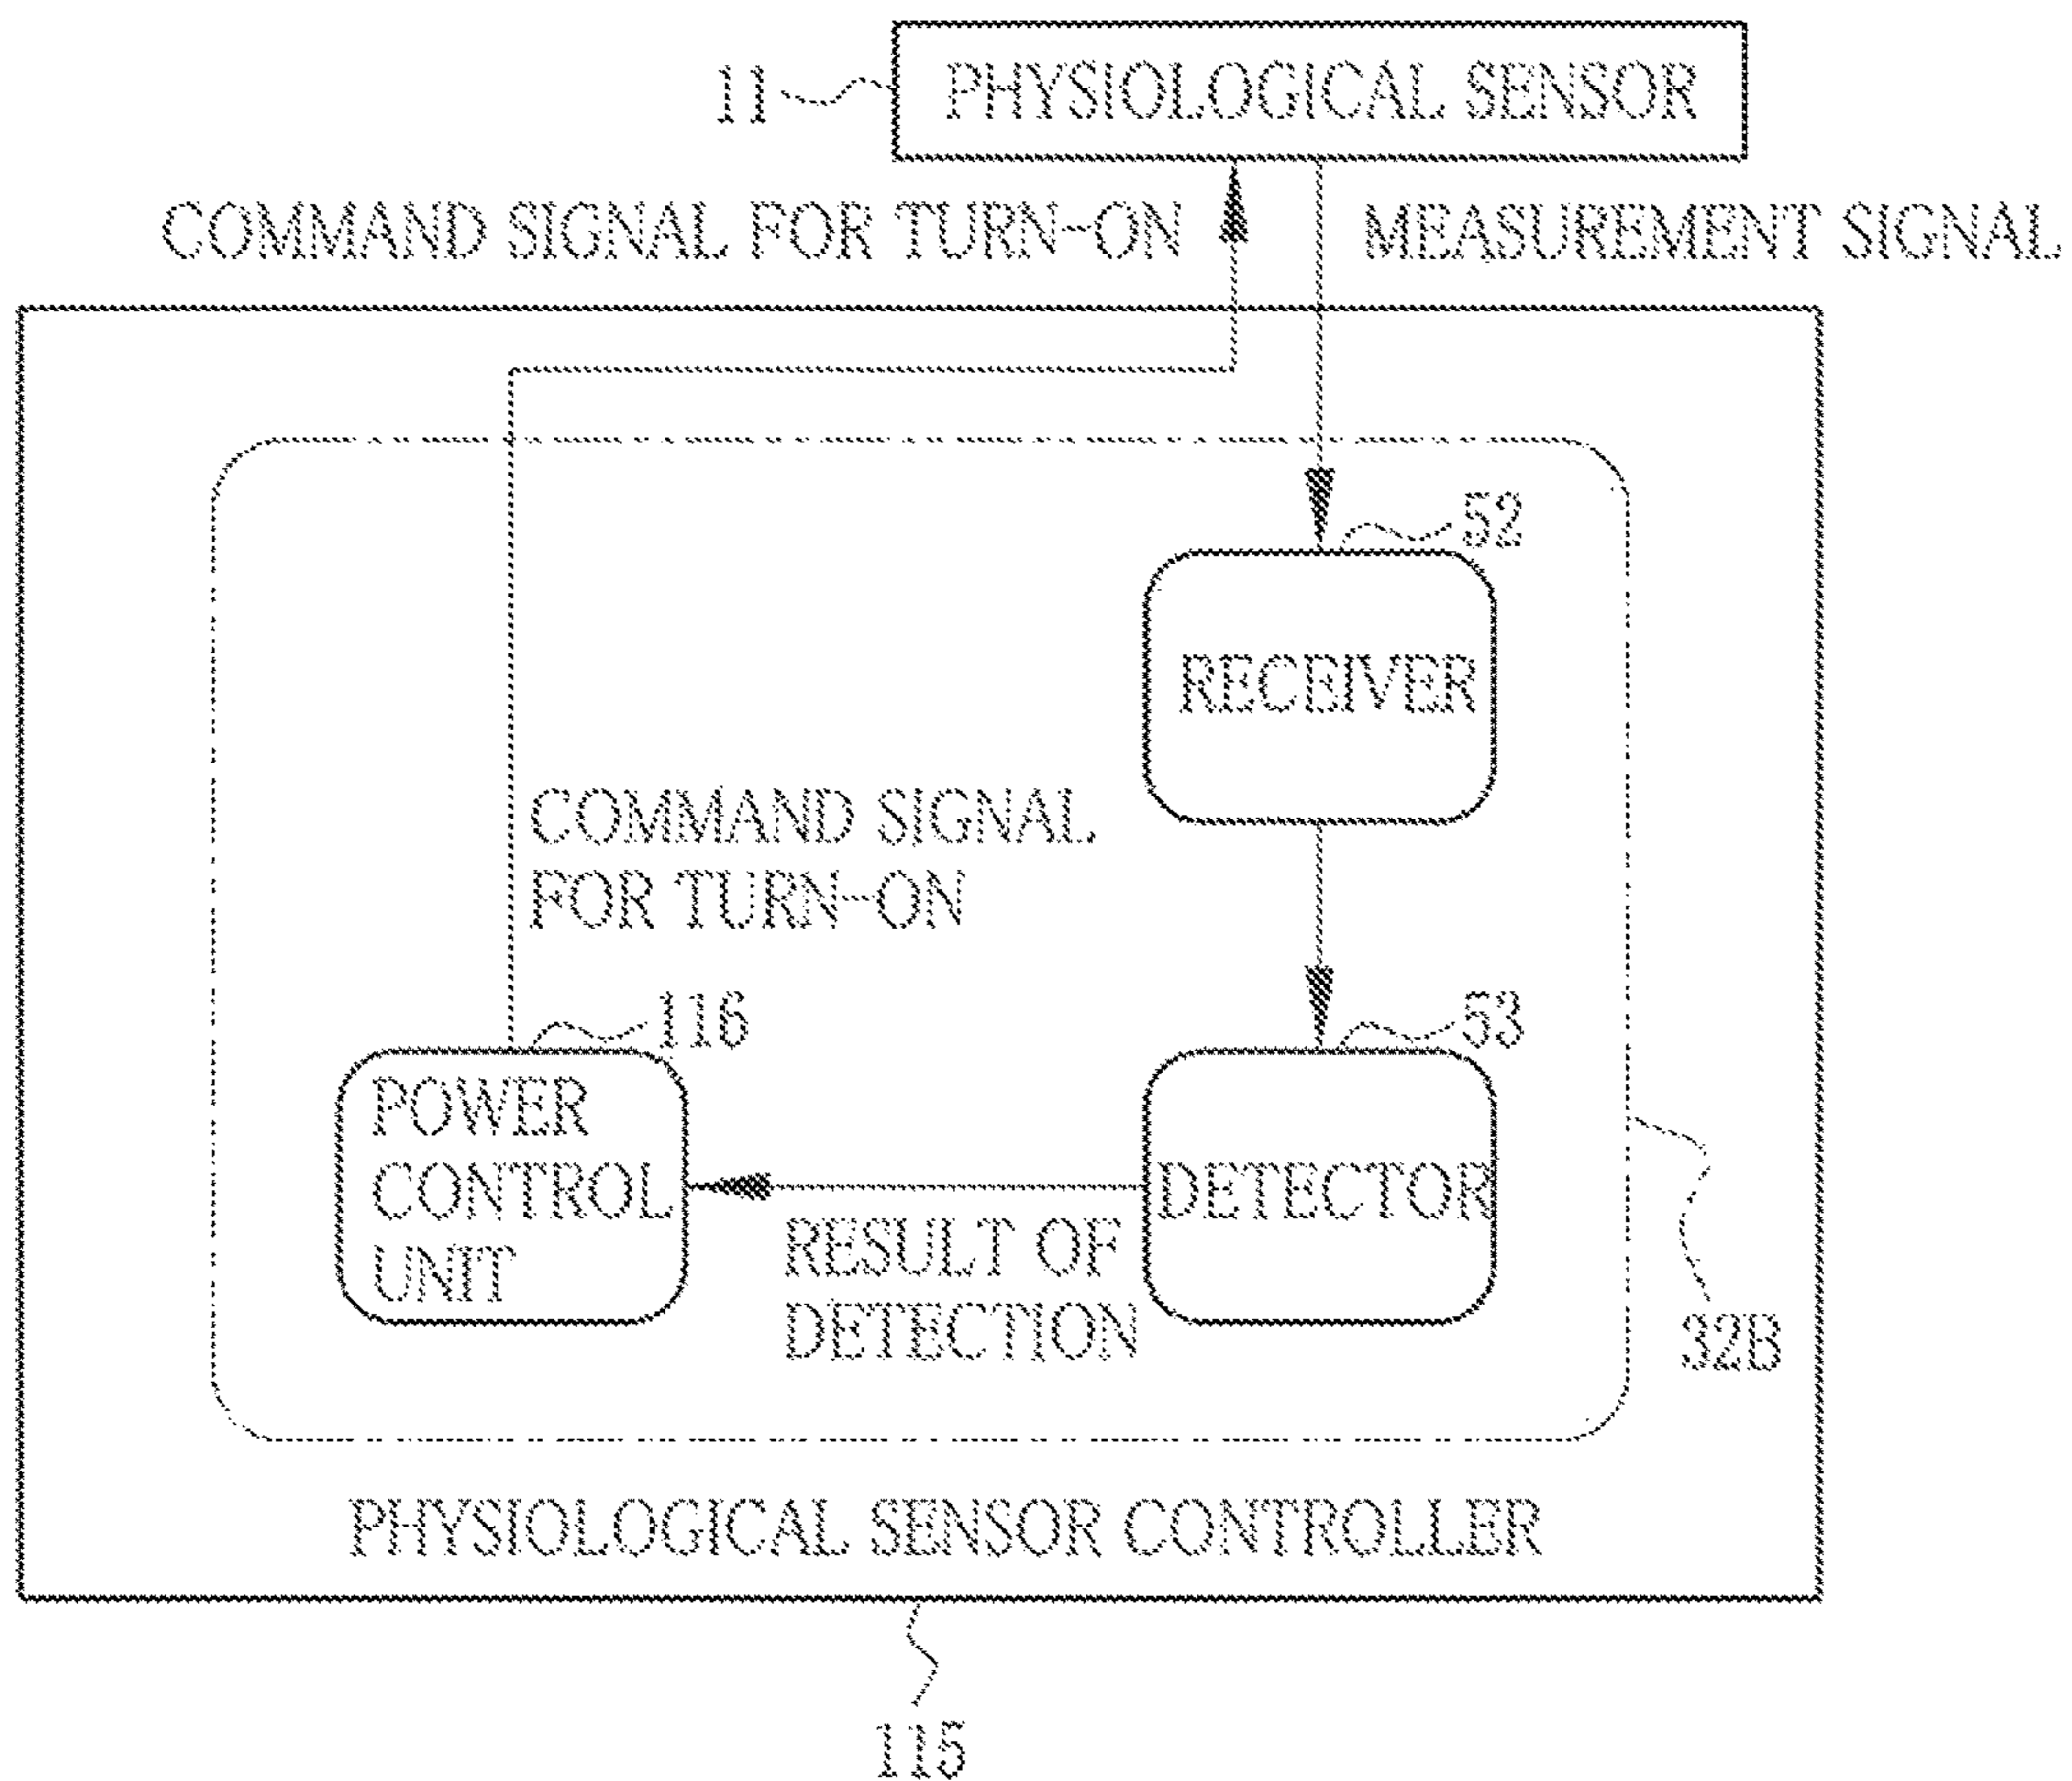 11
PHYSIOLOGICAL SENSOR
COMMAND SIGNAL FOR TURN-ON
MEASUREMENT SIGNAL
52
RECEIVER
COMMAND SIGNAL
FOR TURN-ON
116
53
POWER
CONTROL
UNIT
DETECTOR
RESULT OF
DETECTION
32B
PHYSIOLOGICAL SENSOR CONTROLLER
115